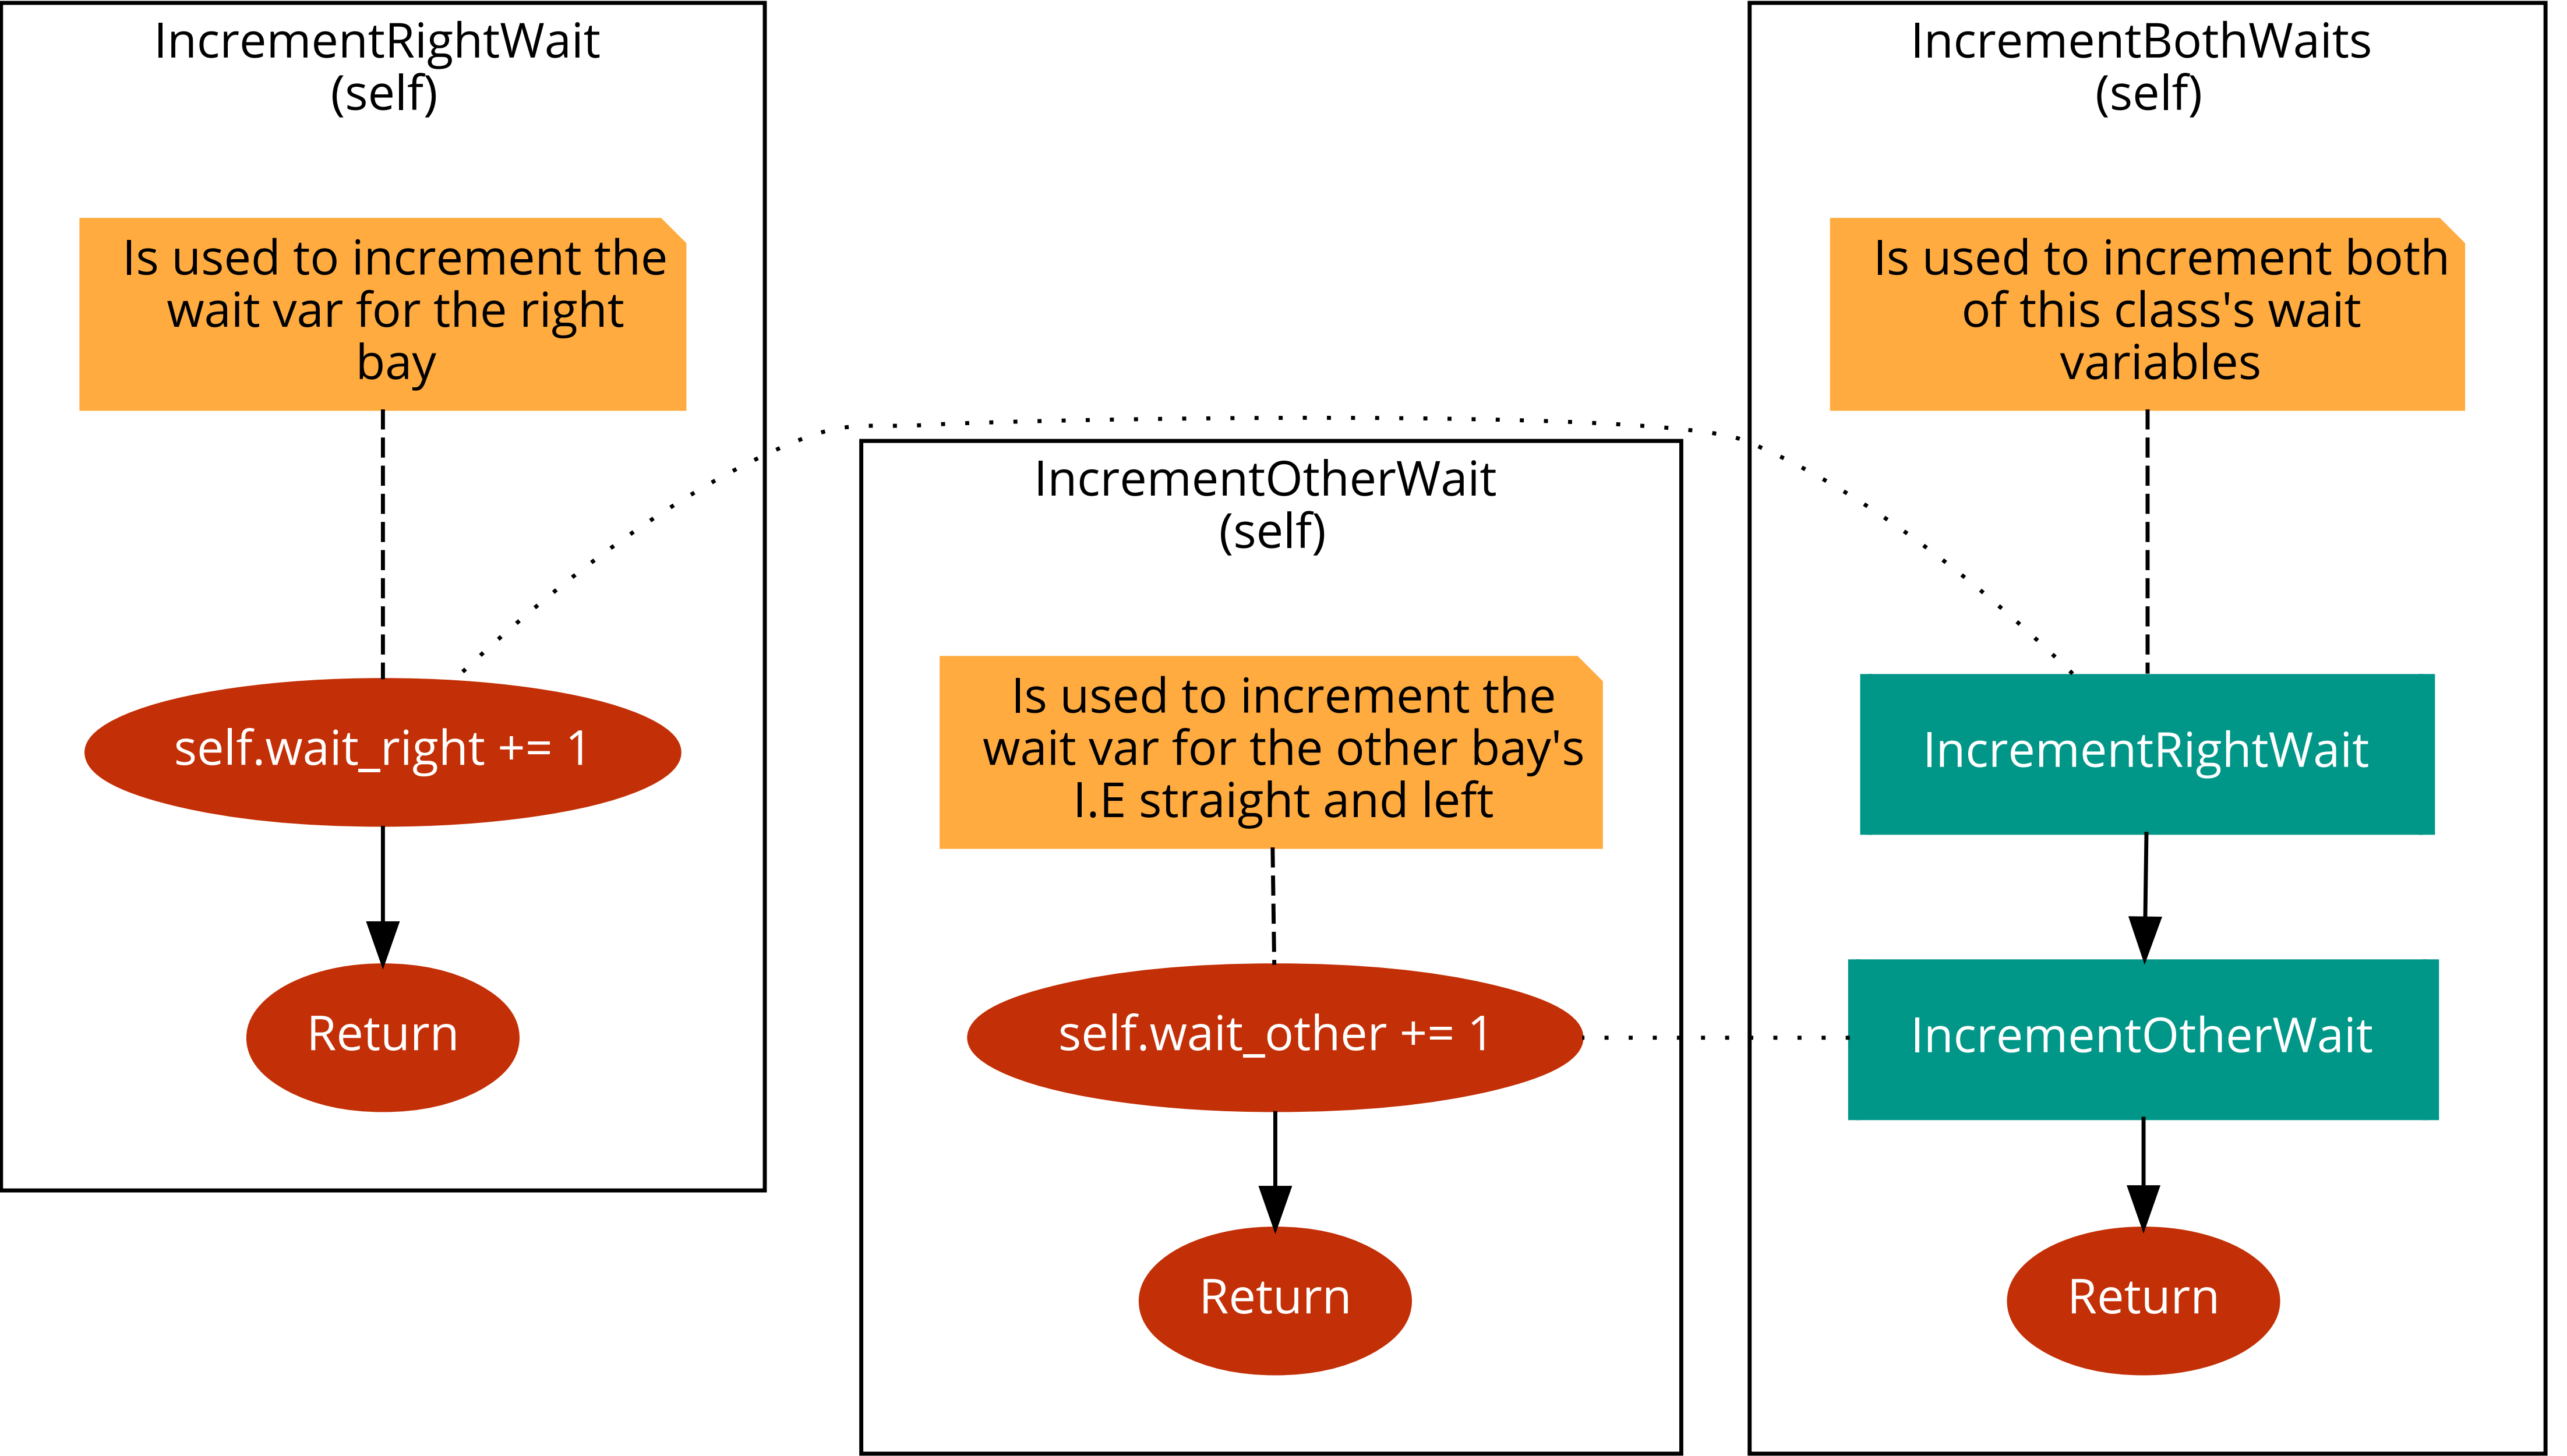 IncrementRightWait
(self)
Is used to increment the
wait var for the right
bay
self.wait_right += 1
Return
IncrementOtherWait
(self)
Is used to increment the
wait var for the other bay's
I.E straight and left
self.wait_other += 1
Return
IncrementBothWaits
(self)
Is used to increment both
of this class's wait
variables
IncrementRightWait
IncrementOtherWait
Return